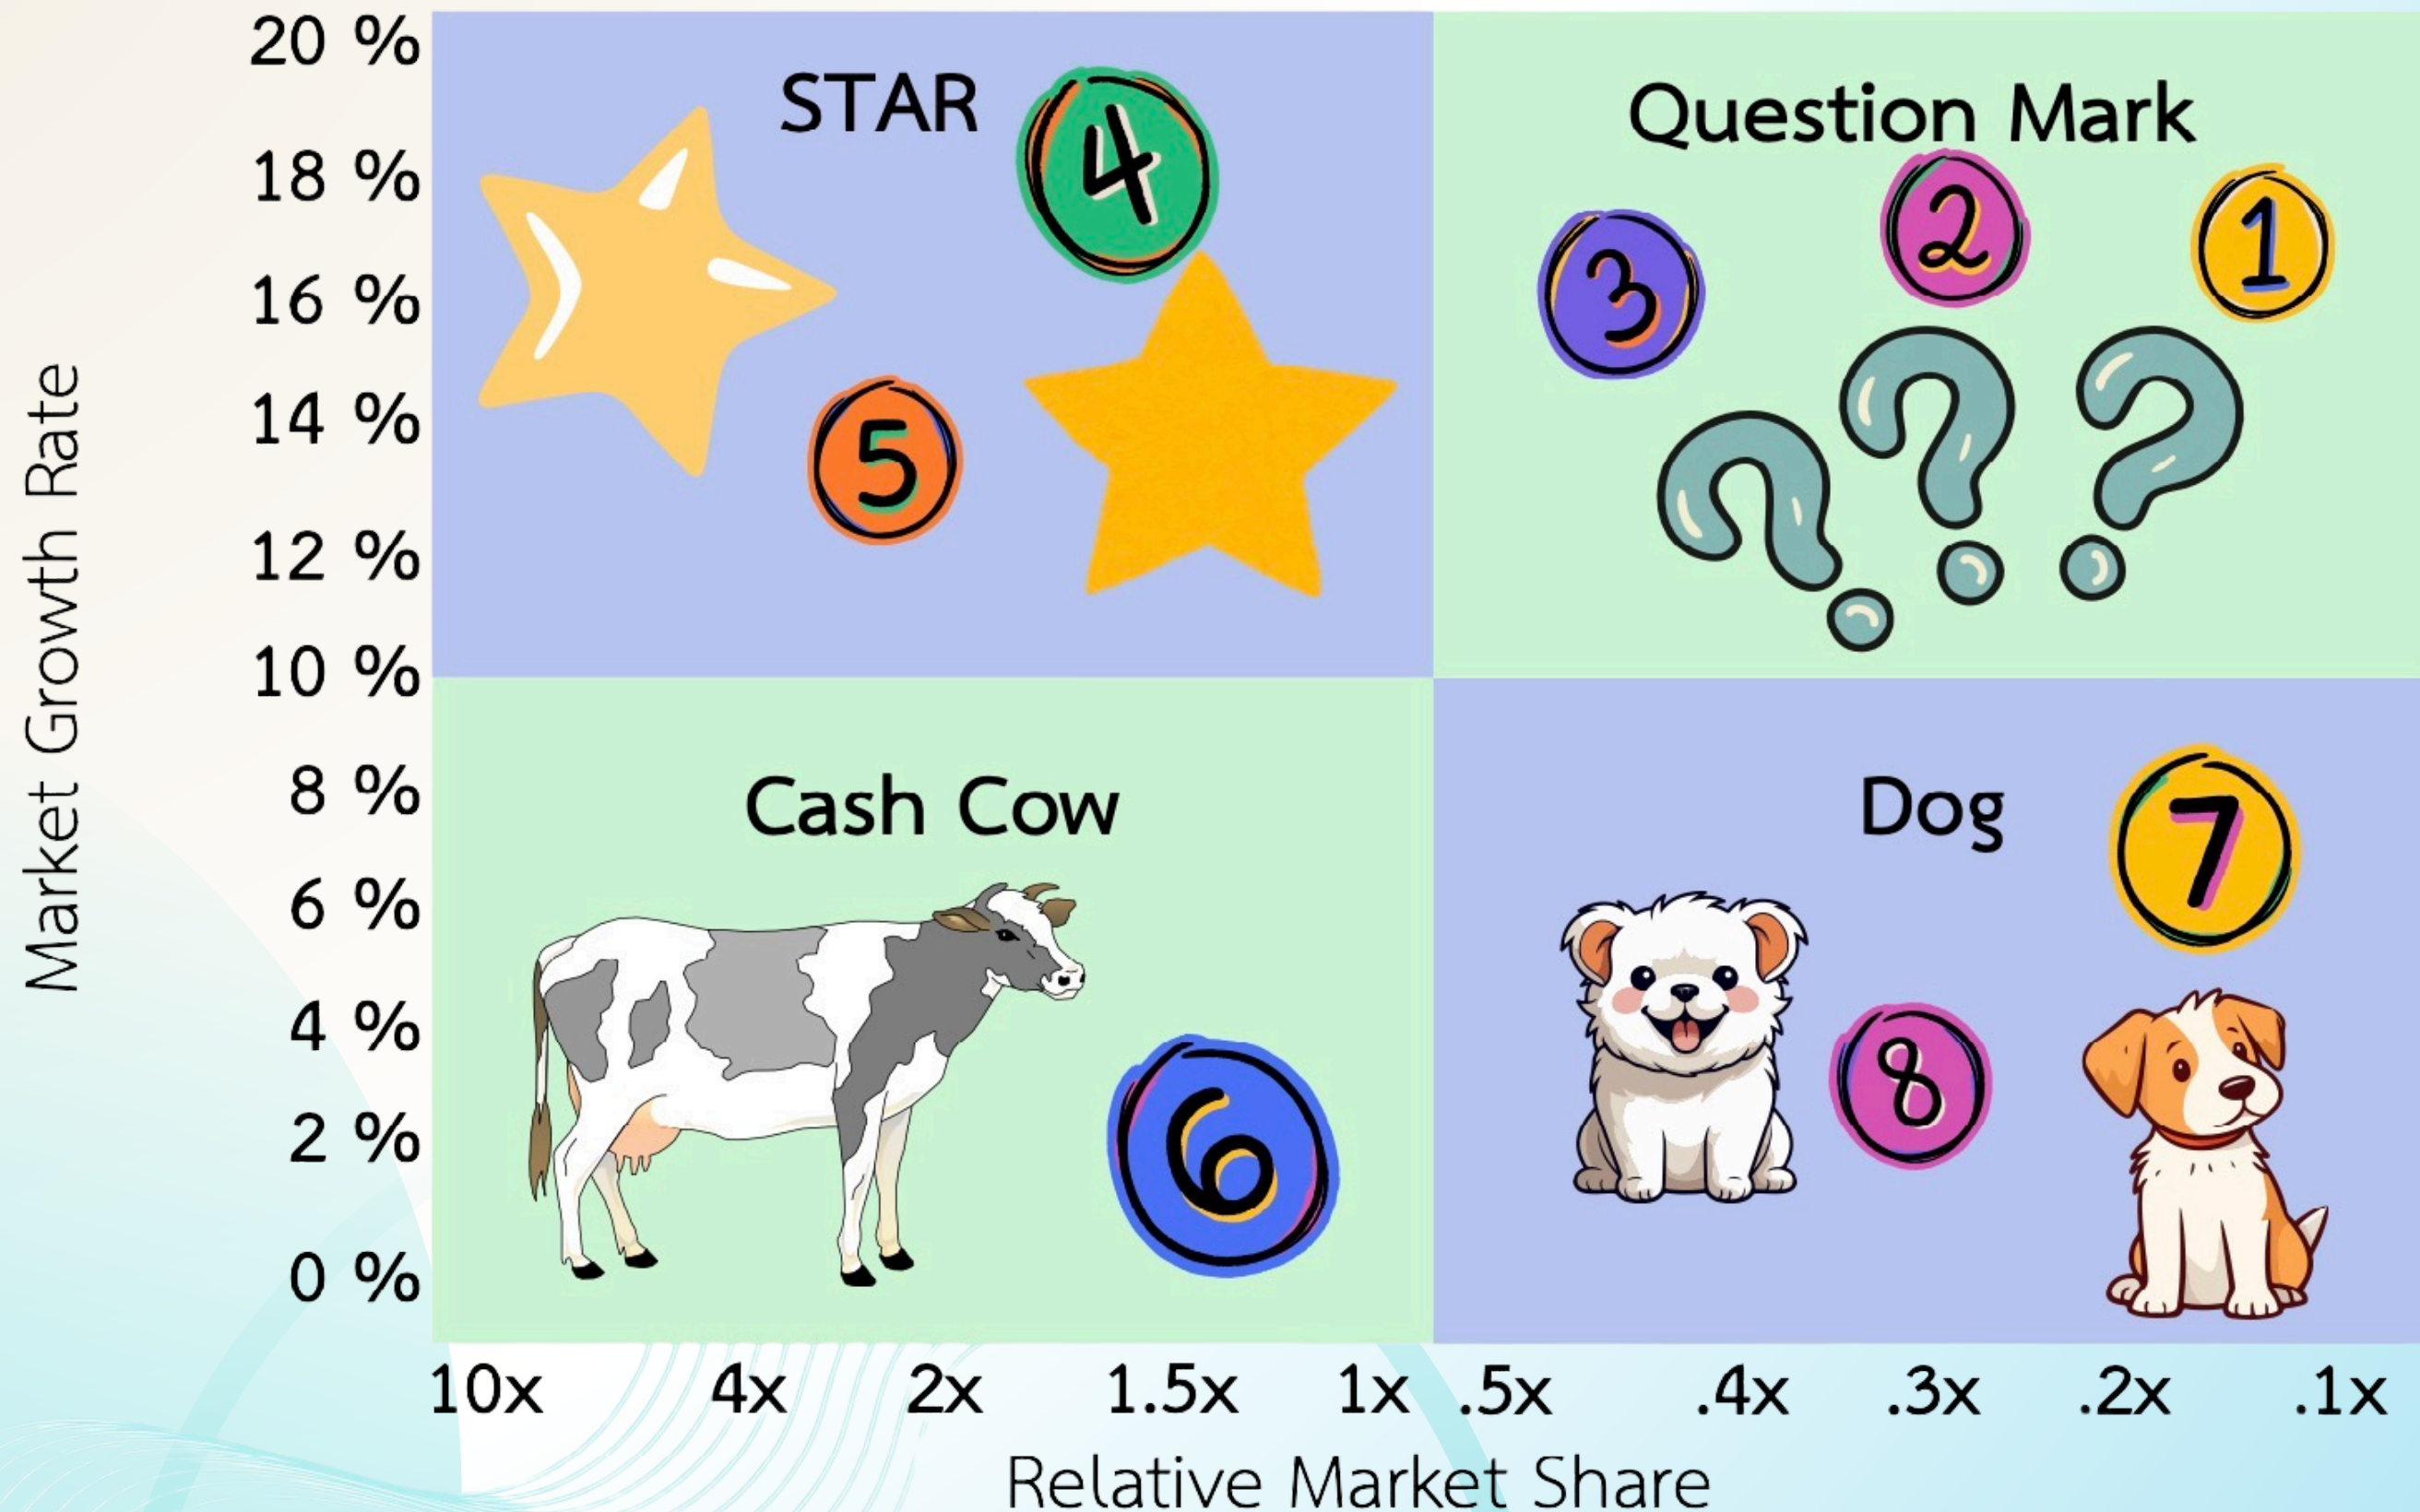 20 %
18 %
16 %
14 %
12 %
10 %
8 %
6 %
4 %
2 %
0 %
Market Growth Rate
STAR
4
5
Question Mark
3
2
1
Cash Cow
6
Dog
7
8
10x 4x 2x 1.5x 1x .5x .4x .3x .2x .1x
Relative Market Share